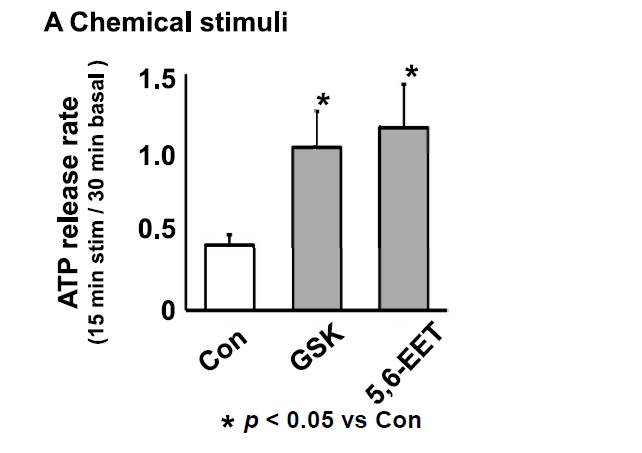 A Chemical stimuli
ATP release rate
(15 min stim / 30 min basal )
1.5
1.0
0.5
0
*
*
Con
GSK
5,6-EET
* p < 0.05 vs Con